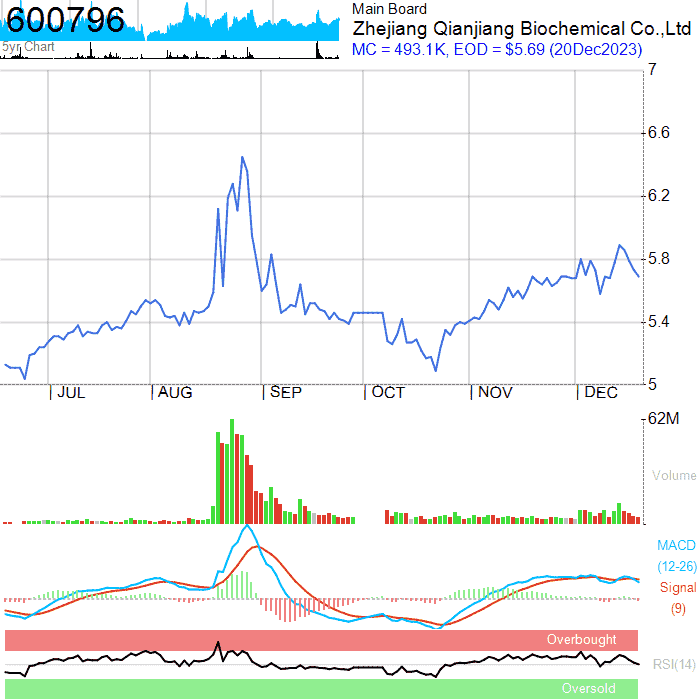 600796
5yr Chart
Main Board
Zhejiang Qianjiang Biochemical Co.,Ltd
MC = 493.1K, EOD = $5.69 (20Dec2023)
7
6.6
6.2
5.8
5.4
5
JUL AUG SEP OCT NOV DEC
62M
Volume
MACD
(12-26)
Signal
(9)
Overbought
RSI(14)
Oversold